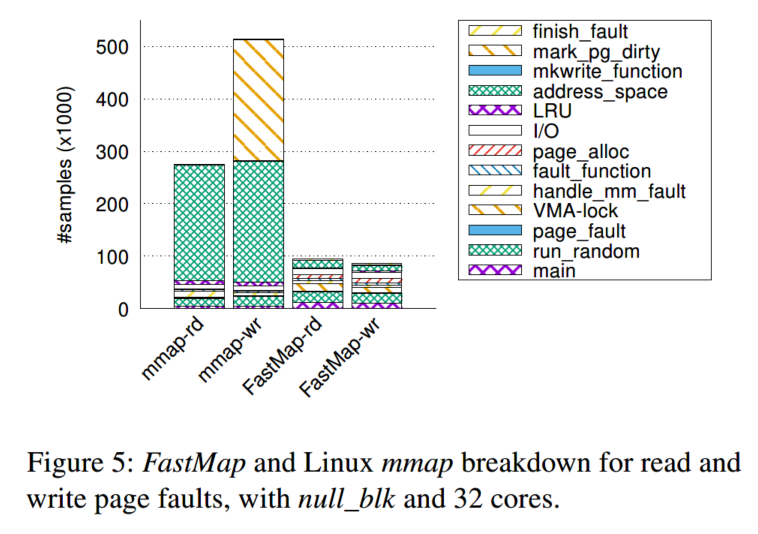 500
400
300
200
100
0
#samples (x1000)
mmap-rd
mmap-wr
FastMap-rd
FastMap-wr
finish_fault
mark_pg_dirty
mkwrite_function
address_space
LRU
I/O
page_alloc
fault_function
handle_mm_fault
VMA-lock
page_fault
run_random
main
Figure 5: FastMap and Linux mmap breakdown for read and
write page faults, with null_blk and 32 cores.